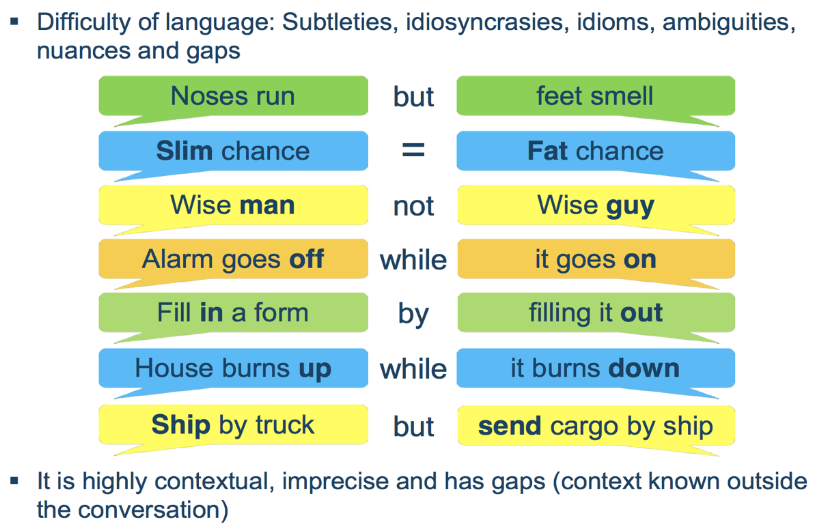 ▪ Difficulty of language: Subtleties, idiosyncrasies, idioms, ambiguities,
nuances and gaps
Noses run but feet smell
Slim chance = Fat chance
Wise man not Wise guy
Alarm goes off while it goes on
Fill in a form by filling it out
House burns up while it burns down
Ship by truck but send cargo by ship
▪ It is highly contextual, imprecise and has gaps (context known outside
the conversation)